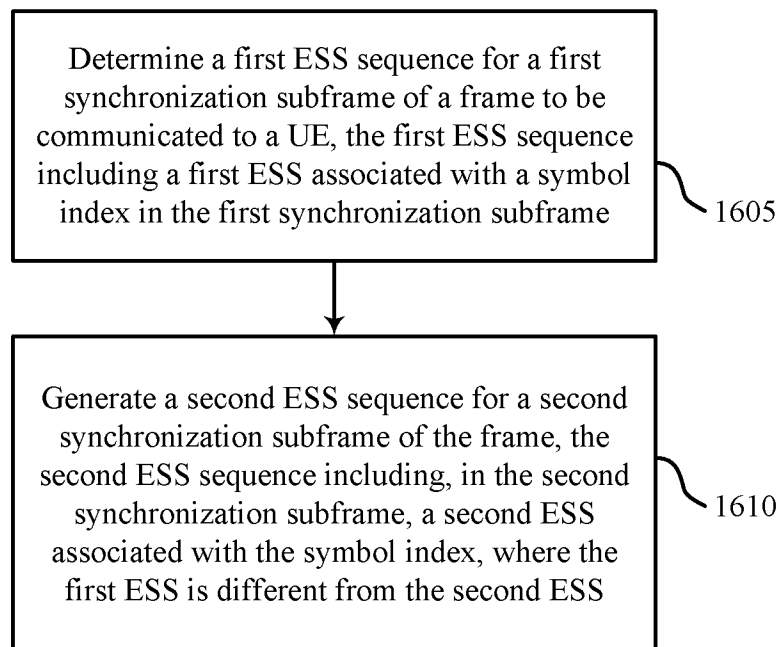 Determine a first ESS sequence for a first
synchronization subframe of a frame to be
communicated to a UE, the first ESS sequence
including a first ESS associated with a symbol
index in the first synchronization subframe
1605
Generate a second ESS sequence for a second
synchronization subframe of the frame, the
second ESS sequence including, in the second
synchronization subframe, a second ESS
associated with the symbol index, where the
first ESS is different from the second ESS
1610